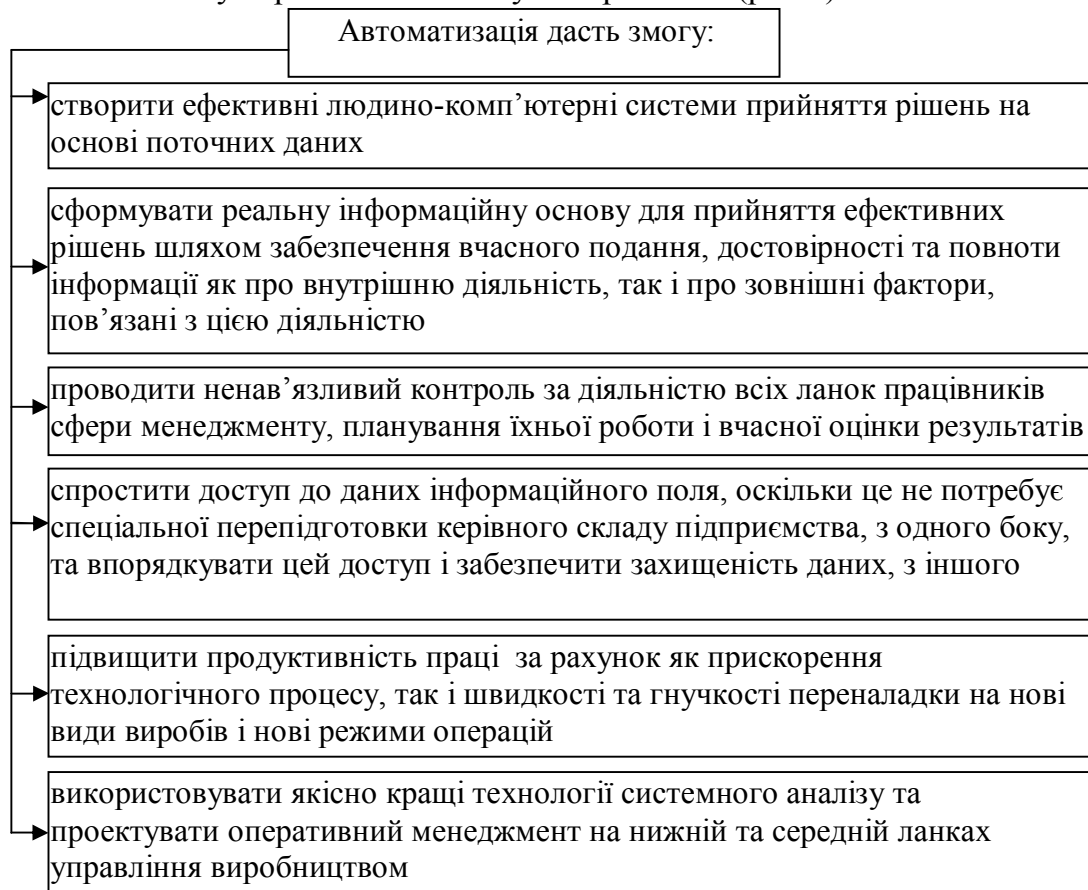 Автоматизація дасть змогу:
створити ефективні людино-комп’ютерні системи прийняття рішень на
основі поточних даних
сформувати реальну інформаційну основу для прийняття ефективних
рішень шляхом забезпечення вчасного подання, достовірності та повноти
інформації як про внутрішню діяльність, так і про зовнішні фактори,
пов’язані з цією діяльністю
проводити ненав’язливий контроль за діяльністю всіх ланок працівників
сфери менеджменту, планування їхньої роботи і вчасної оцінки результатів
спростити доступ до даних інформаційного поля, оскільки це не потребує
спеціальної перепідготовки керівного складу підприємства, з одного боку,
та впорядкувати цей доступ і забезпечити захищеність даних, з іншого
підвищити продуктивність праці за рахунок як прискорення
технологічного процесу, так і швидкості та гнучкості переналадки на нові
види виробів і нові режими операцій
використовувати якісно кращі технології системного аналізу та
проектувати оперативний менеджмент на нижній та середній ланках
управління виробництвом